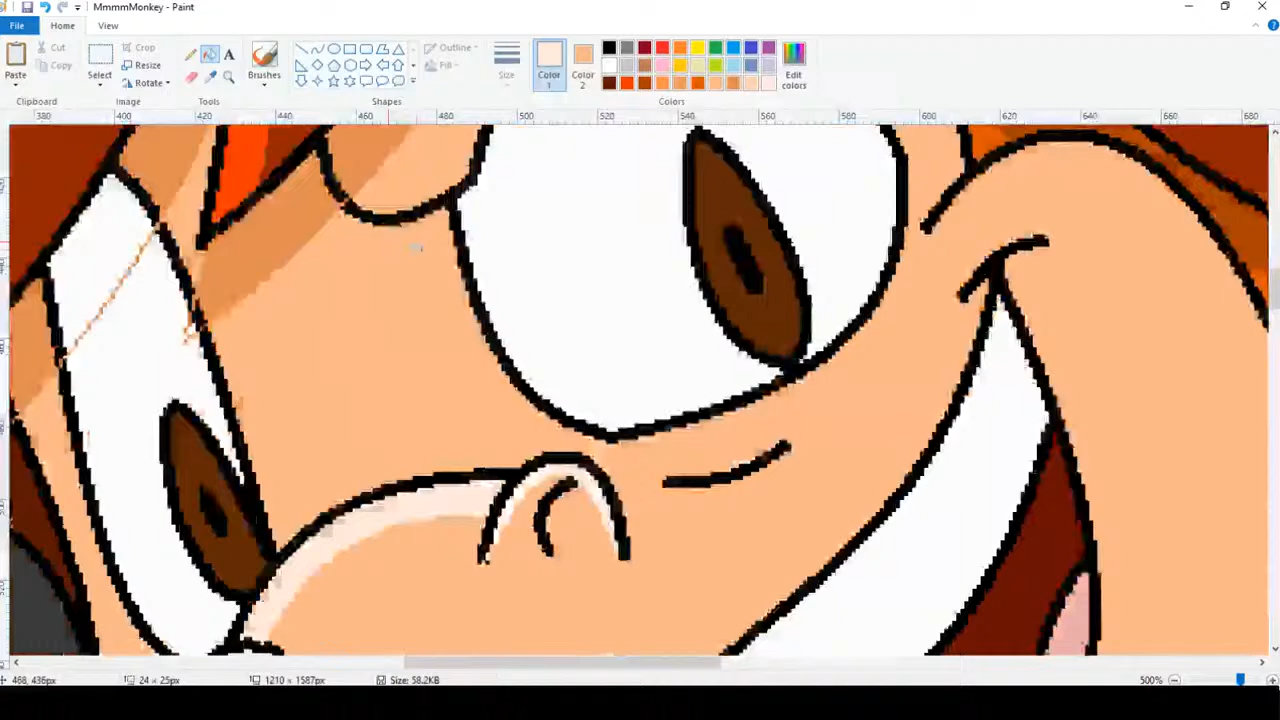 MmmmMonkey - Paint
File Home View
Paste
Cut
Copy
Clipboard
Select
Crop
Resize
Rotate
Image
A
Tools
Brushes
Outline
Fill
Shapes
Size
Color 1
Color 2
Edit colors
Colors
380 400 420 440 460 480 500 520 540 560 580 600 620 640 660 680
468, 436px 24 × 25px 1210 × 1587px Size: 58.2KB 500%